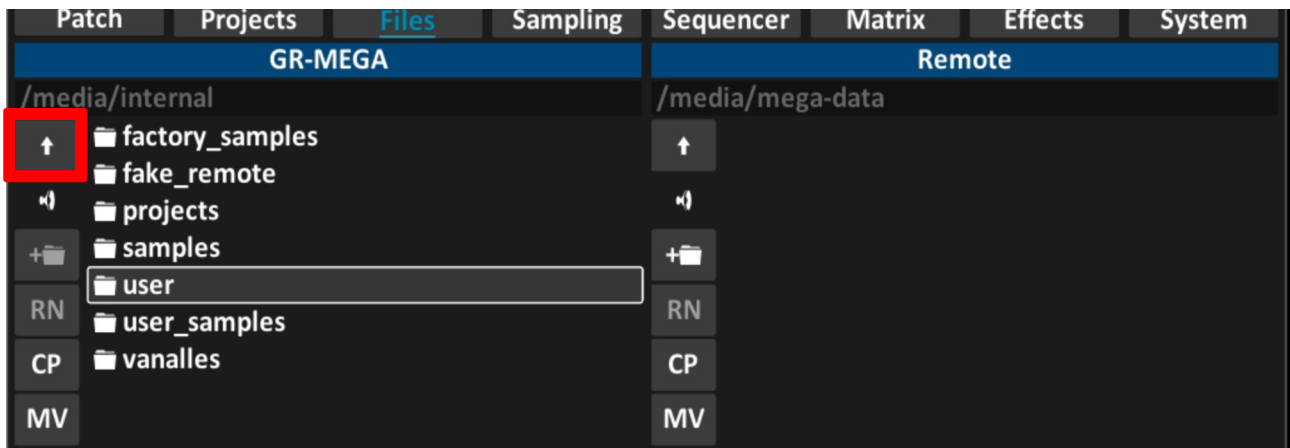 Patch Projects Files Sampling Sequencer Matrix Effects System
GR-MEGA Remote
/media/internal /media/mega-data
factory_samples
fake_remote
projects
samples
user
RN RN
user_samples
CP vanalles CP
MV MV